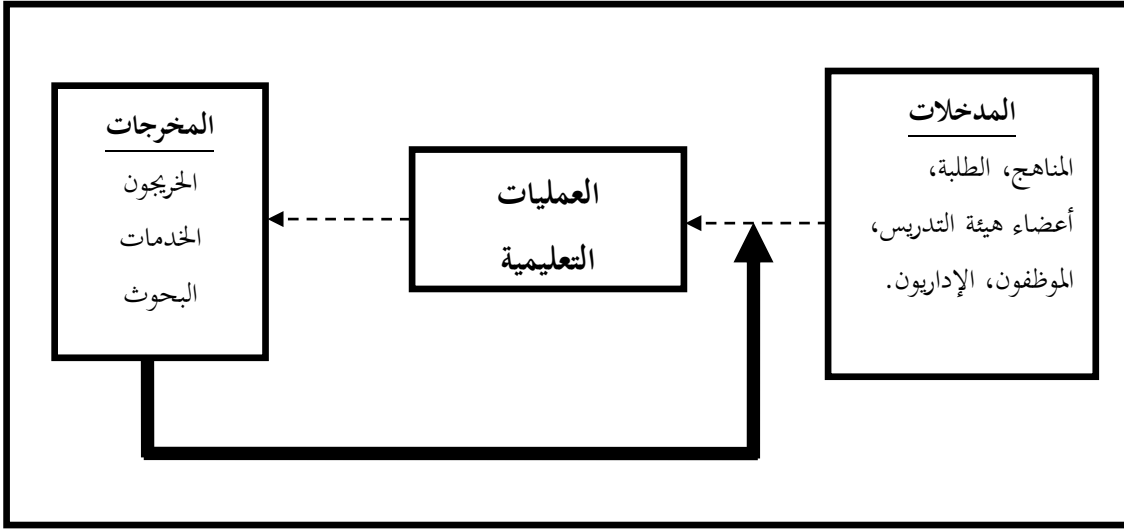 المدخلات
المناهج، الطلبة،
أعضاء هيئة التدريس،
الموظفون، الإداريون.
العمليات
التعليمية
المخرجات
الخريجون
الخدمات
البحوث